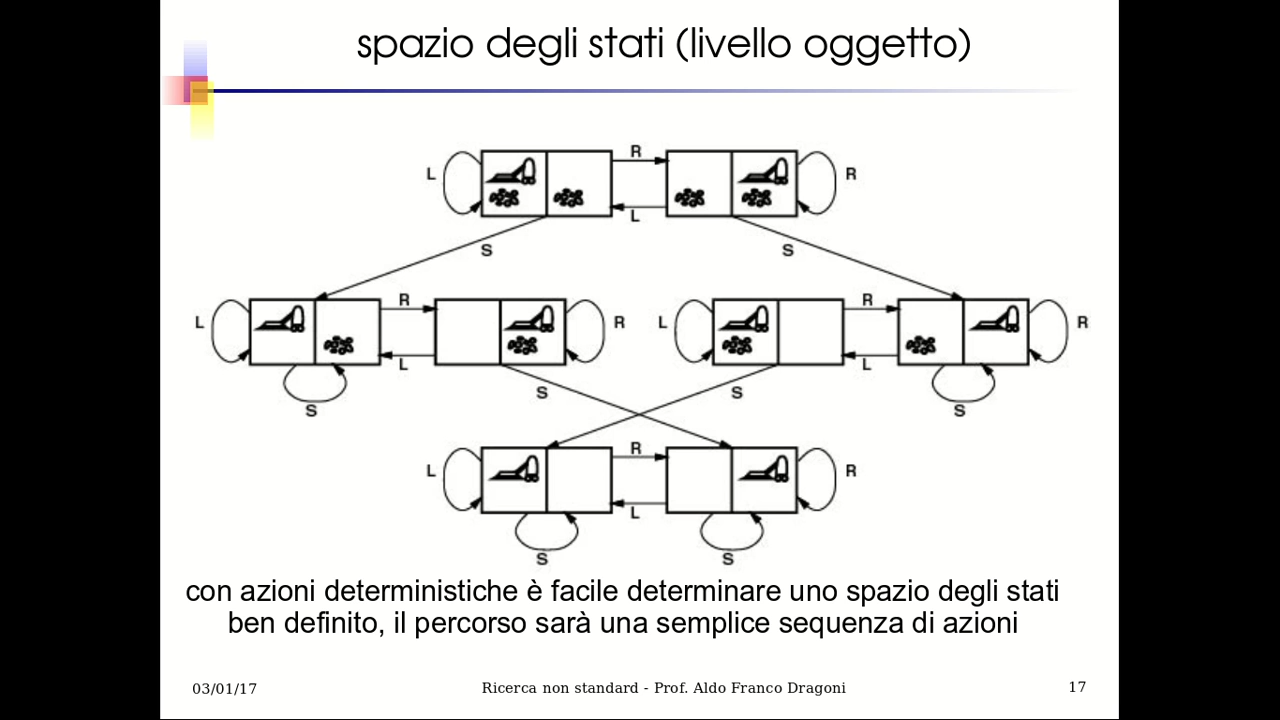 spazio degli stati (livello oggetto)
R
L
R
L
S
S
R
R
L
R
L
R
L
L
S
S
S
S
R
L
R
L
S
S
con azioni deterministiche è facile determinare uno spazio degli stati
ben definito, il percorso sarà una semplice sequenza di azioni
03/01/17
Ricerca non standard - Prof. Aldo Franco Dragoni
17